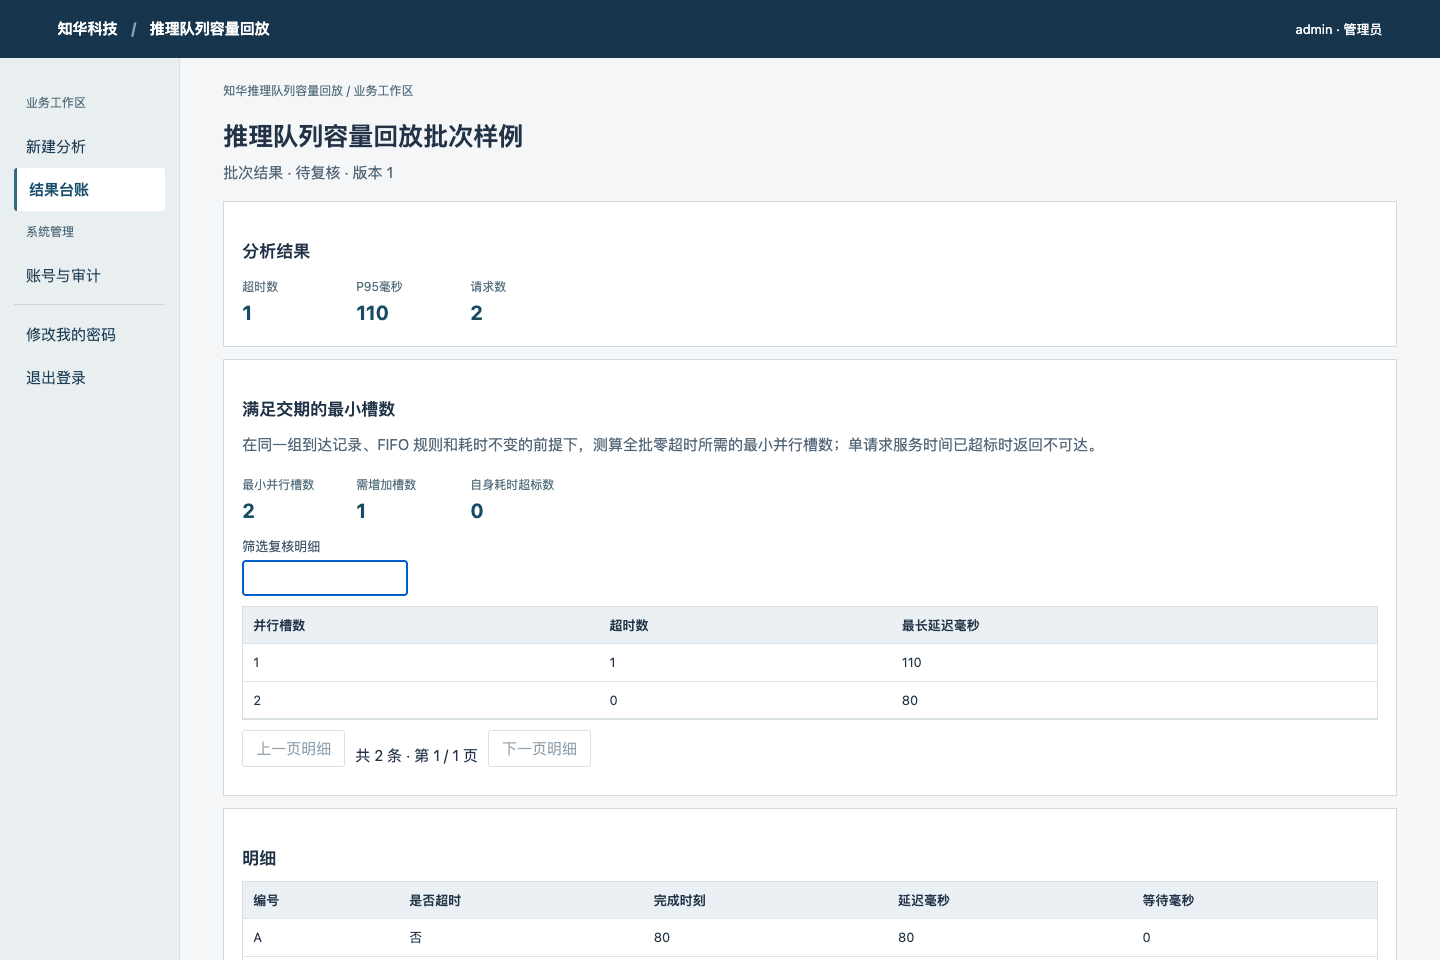 知华科技 / 推理队列容量回放
admin · 管理员
业务工作区
新建分析
结果台账
系统管理
账号与审计
修改我的密码
退出登录
知华推理队列容量回放 / 业务工作区
推理队列容量回放批次样例
批次结果 · 待复核 · 版本 1
分析结果
超时数 P95毫秒 请求数
1 110 2
满足交期的最小槽数
在同一组到达记录、FIFO 规则和耗时不变的前提下，测算全批零超时所需的最小并行槽数；单请求服务时间已超标时返回不可达。
最小并行槽数 需增加槽数 自身耗时超标数
2 1 0
筛选复核明细
并行槽数 超时数 最长延迟毫秒
1 1 110
2 0 80
上一页明细 共 2 条 · 第 1 / 1 页 下一页明细
明细
编号 是否超时 完成时刻 延迟毫秒 等待毫秒
A 否 80 80 0